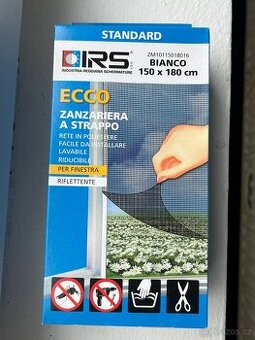 STANDARD
IRS
INDUSTRIA REGGIANA SCHERMATURE
ZM10115018016
BIANCO
150 x 180 cm
ECCO
ZANZARIERA
A STRAPPO
RETE IN POLIESTERE
FACILE DA INSTALLARE
LAVABILE
RIDUCIBILE
PER FINESTRA
RIFLETTENTE